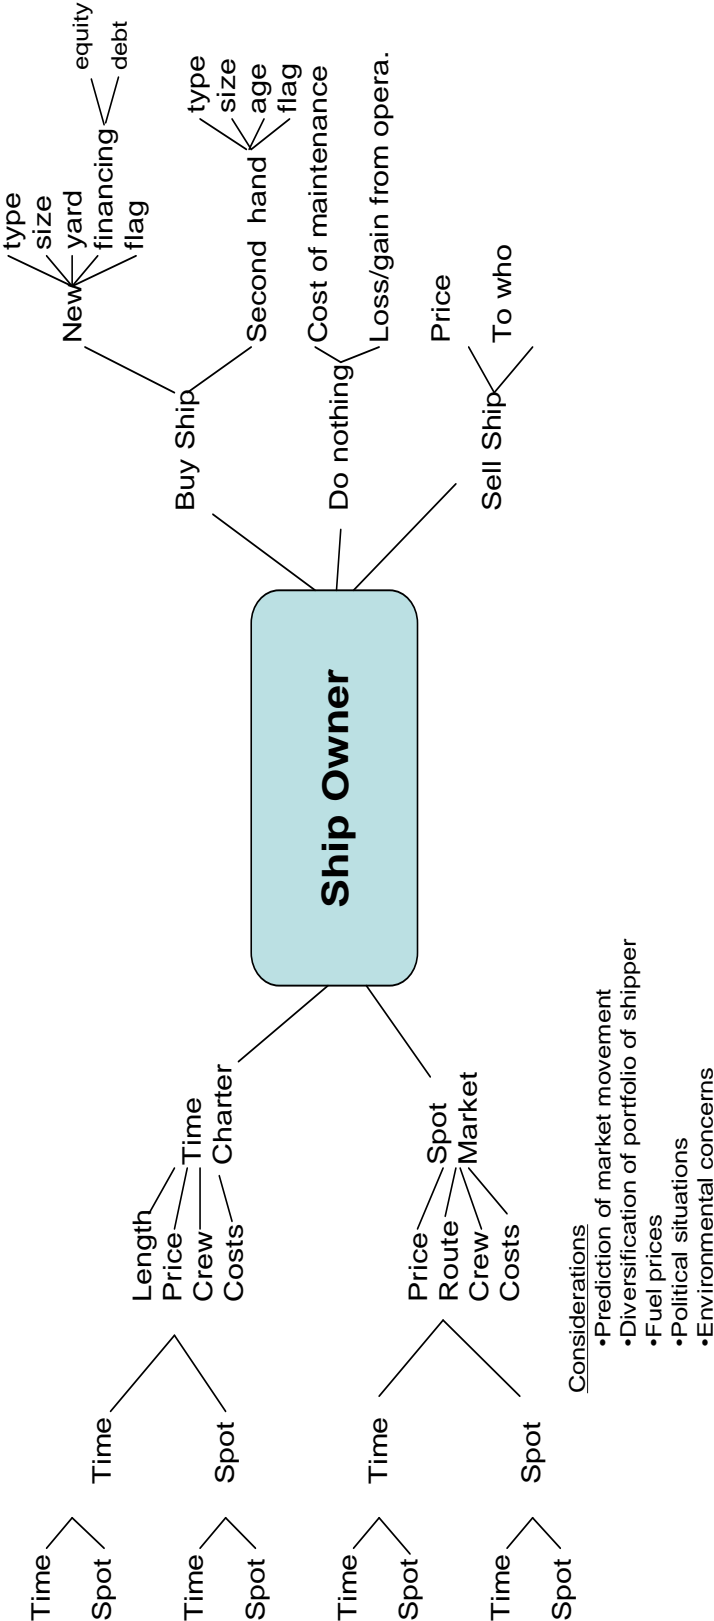 Time
Spot
Time
Spot
Time
Spot
Time
Spot
Time
Spot
Time
Spot
Length
Price
Crew
Costs
Time
Charter
Price
Route
Crew
Costs
Spot
Market
Ship Owner
Buy Ship
New
type
size
yard
financing
flag
equity
debt
Second hand
type
size
age
flag
Do nothing
Cost of maintenance
Loss/gain from opera.
Sell Ship
Price
To who
Considerations
•Prediction of market movement
•Diversification of portfolio of shipper
•Fuel prices
•Political situations
•Environmental concerns